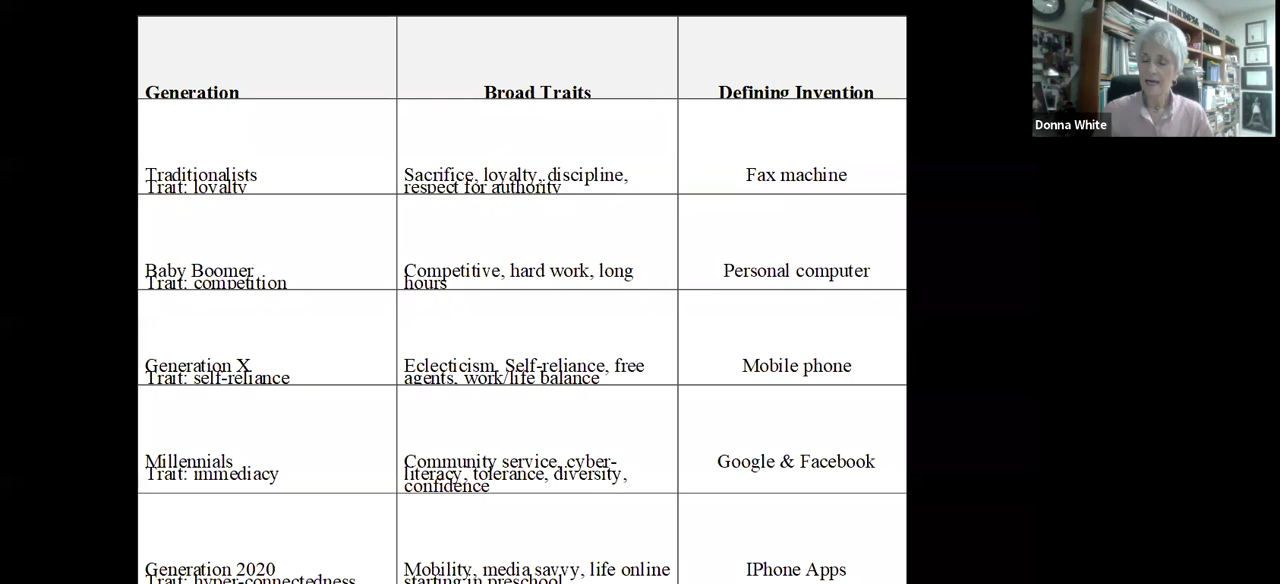 KINDNESS
Generation Broad Traits Defining Invention
Donna White
Traditionalists Sacrifice, loyalty, discipline, Fax machine
Trait: loyalty respect for authority
Baby Boomer Competitive, hard work, long Personal computer
Trait: competition hours
Generation X Eclecticism, Self-reliance, free Mobile phone
Trait: self-reliance agents, work/life balance
Millennials Community service, cyber- Google & Facebook
Trait: immediacy literacy, tolerance, diversity,
confidence
Generation 2020 Mobility, media savvy, life online IPhone Apps
Trait: hyper-connectedness starting in preschool